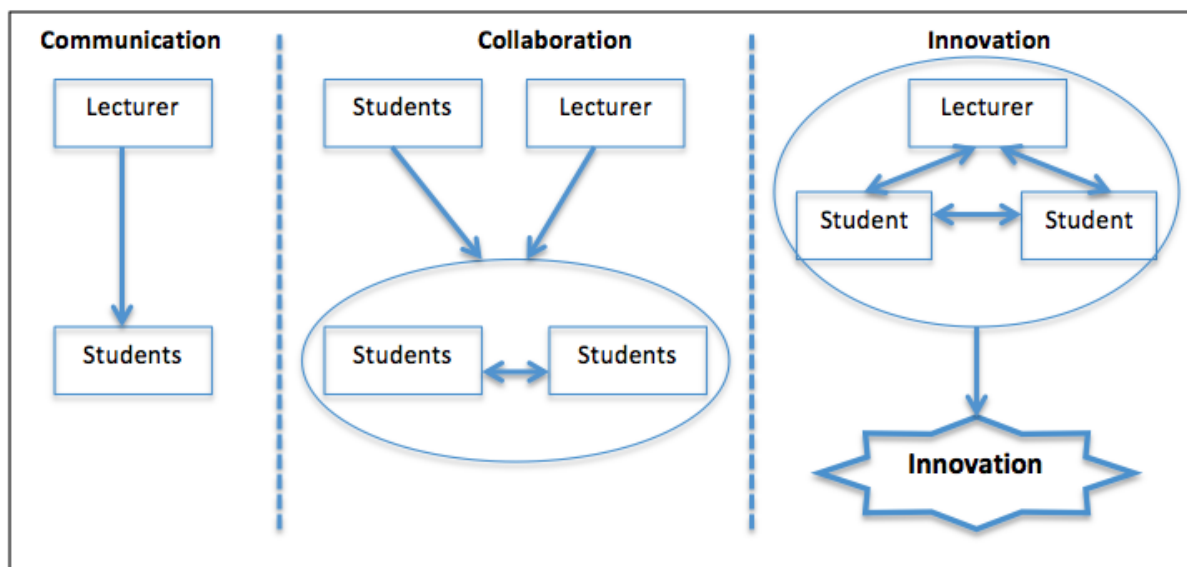 Communication
Lecturer
Students
Collaboration
Students
Lecturer
Students
Students
Innovation
Lecturer
Student
Student
Innovation